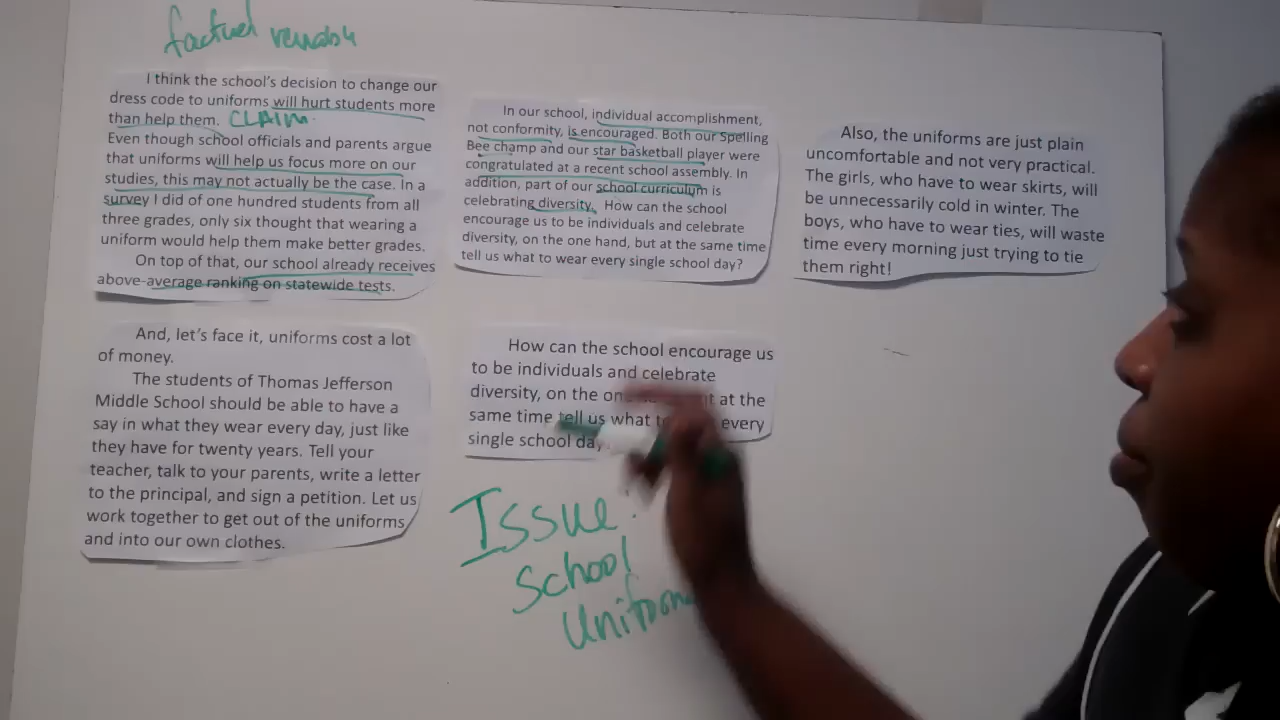 factuel
I think the school's decision to change our
dress code to uniforms will hurt students more
than help them. CLAIM.
Even though school officials and parents argue
that uniforms will help us focus more on our
studies, this may not actually be the case. In a
survey I did of one hundred students from all
three grades, only six thought that wearing a
uniform would help them make better grades.
On top of that, our school already receives
above-average ranking on statewide tests.
In our school, individual accomplishment,
not conformity, is encouraged. Both our Spelling
Bee champ and our star basketball player were
congratulated at a recent school assembly. In
addition, part of our school curriculum is
celebrating diversity. How can the school
encourage us to be individuals and celebrate
diversity, on the one hand, but at the same time
tell us what to wear every single school day?
Also, the uniforms are just plain
uncomfortable and not very practical.
The girls, who have to wear skirts, will
be unnecessarily cold in winter. The
boys, who have to wear ties, will waste
time every morning just trying to tie
them right!
And, let's face it, uniforms cost a lot
of money.
The students of Thomas Jefferson
Middle School should be able to have a
say in what they wear every day, just like
they have for twenty years. Tell your
teacher, talk to your parents, write a letter
to the principal, and sign a petition. Let us
work together to get out of the uniforms
and into our own clothes.
How can the school encourage us
to be individuals and celebrate
diversity, on the at the
same time tell us what every
single school day
Issue:
School
Uniform